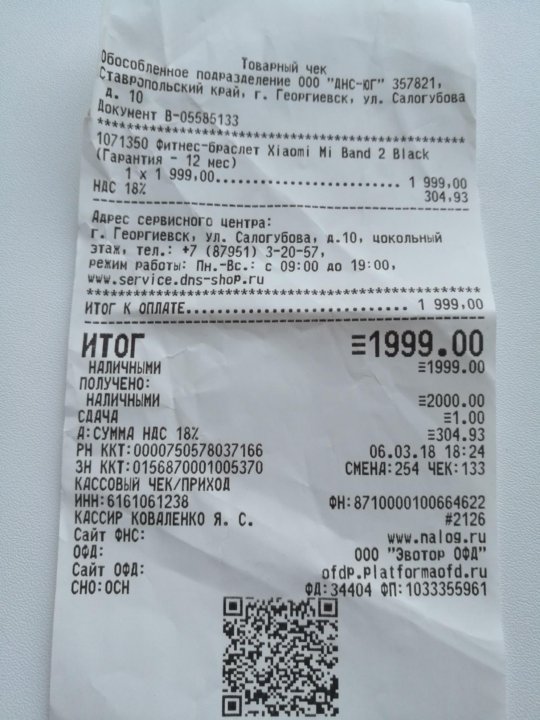 Товарный чек
Обособленное подразделение ООО "ДНС-ЮГ" 357821,
Ставропольский край, г. Георгиевск, ул. Салогубова
д. 10
Документ В-05585133
************************************************
1071350 Фитнес-браслет Xiaomi Mi Band 2 Black
(Гарантия - 12 мес)
1 x 1 999,00........................ 1 999,00
НДС 18% 304,93
Адрес сервисного центра:
г. Георгиевск, ул. Салогубова, д.10, цокольный
этаж, тел.: +7 (87951) 3-20-57,
режим работы: Пн.-Вс.: с 09:00 до 19:00,
www.service.dns-shop.ru
************************************************
ИТОГ К ОПЛАТЕ............................. 1 999,00
ИТОГ ≡1999.00
НАЛИЧНЫМИ ≡1999.00
ПОЛУЧЕНО:
НАЛИЧНЫМИ ≡2000.00
СДАЧА ≡1.00
А:СУММА НДС 18% ≡304.93
РН ККТ:0000750578037166 06.03.18 18:24
ЗН ККТ:0156870001005370 СМЕНА:254 ЧЕК:133
КАССОВЫЙ ЧЕК/ПРИХОД
ИНН:6161061238 ФН:8710000100664622
КАССИР КОВАЛЕНКО Я. С. #2126
Сайт ФНС: www.nalog.ru
ОФД: ООО "Эвотор ОФД"
Сайт ОФД: ofdp.platformaofd.ru
СНО:ОСН ФД:34404 ФП:1033355961